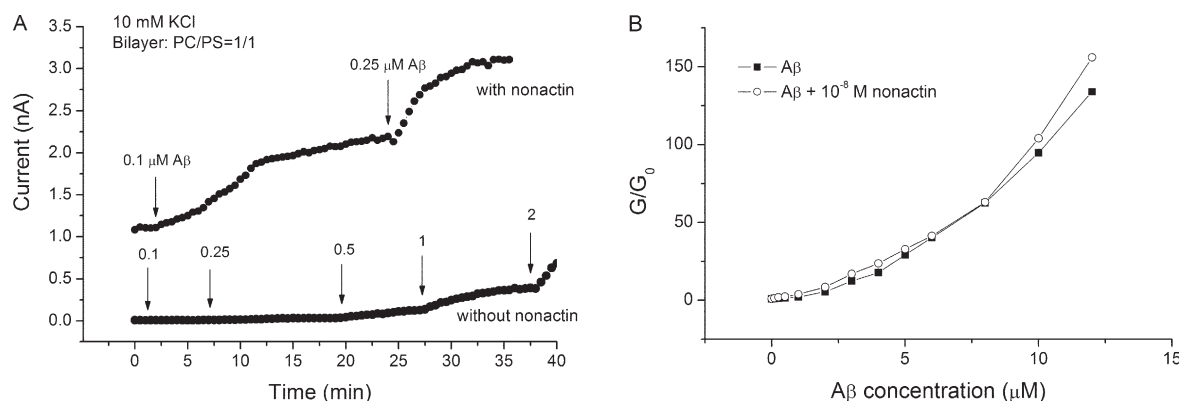 A
10 mM KCl
Bilayer: PC/PS=1/1
0.1 μM Aβ
0.25 μM Aβ
with nonactin
0.1
0.25
0.5
1
2
without nonactin
Current (nA)
3.5
3.0
2.5
2.0
1.5
1.0
0.5
0.0
0 5 10 15 20 25 30 35 40
Time (min)
B
Aβ
Aβ + 10⁻⁸ M nonactin
G/G₀
150
100
50
0
0 5 10 15
Aβ concentration (μM)